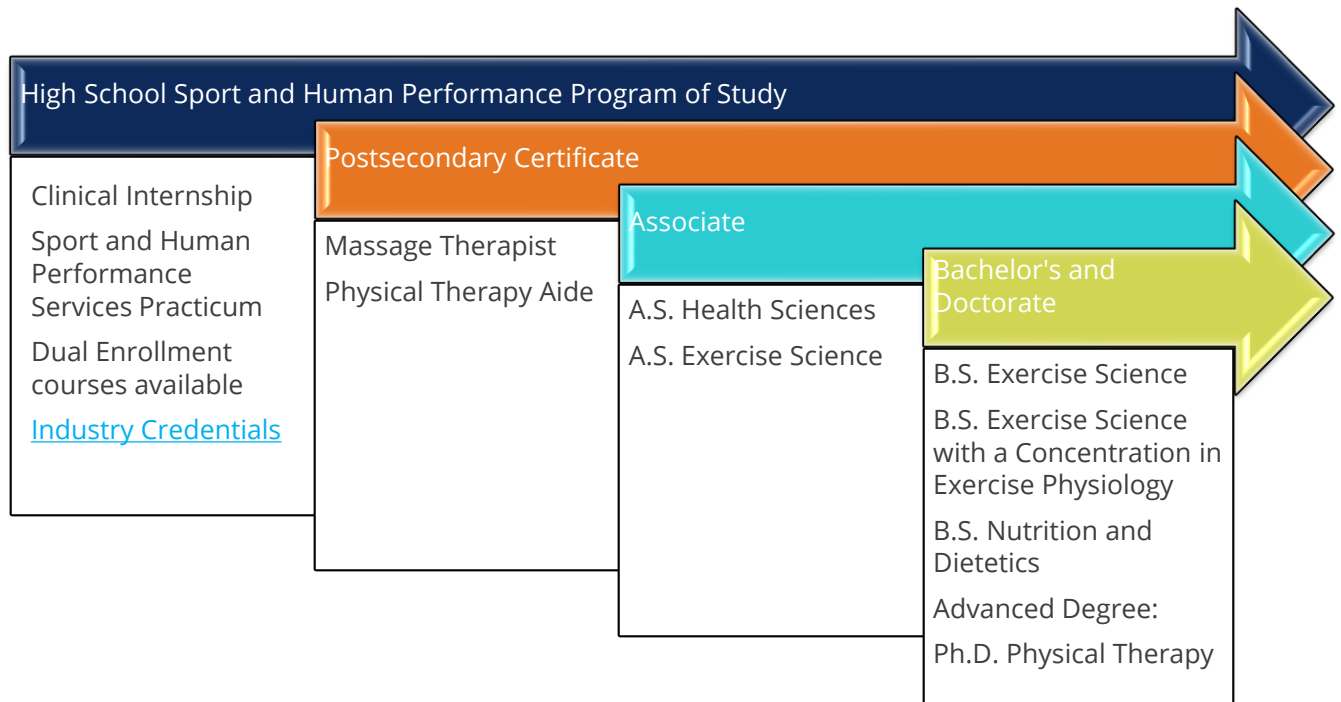 High School Sport and Human Performance Program of Study
Clinical Internship
Sport and Human
Performance
Services Practicum
Dual Enrollment
courses available
Industry Credentials
Postsecondary Certificate
Massage Therapist
Physical Therapy Aide
Associate
A.S. Health Sciences
A.S. Exercise Science
Bachelor's and
Doctorate
B.S. Exercise Science
B.S. Exercise Science
with a Concentration in
Exercise Physiology
B.S. Nutrition and
Dietetics
Advanced Degree:
Ph.D. Physical Therapy